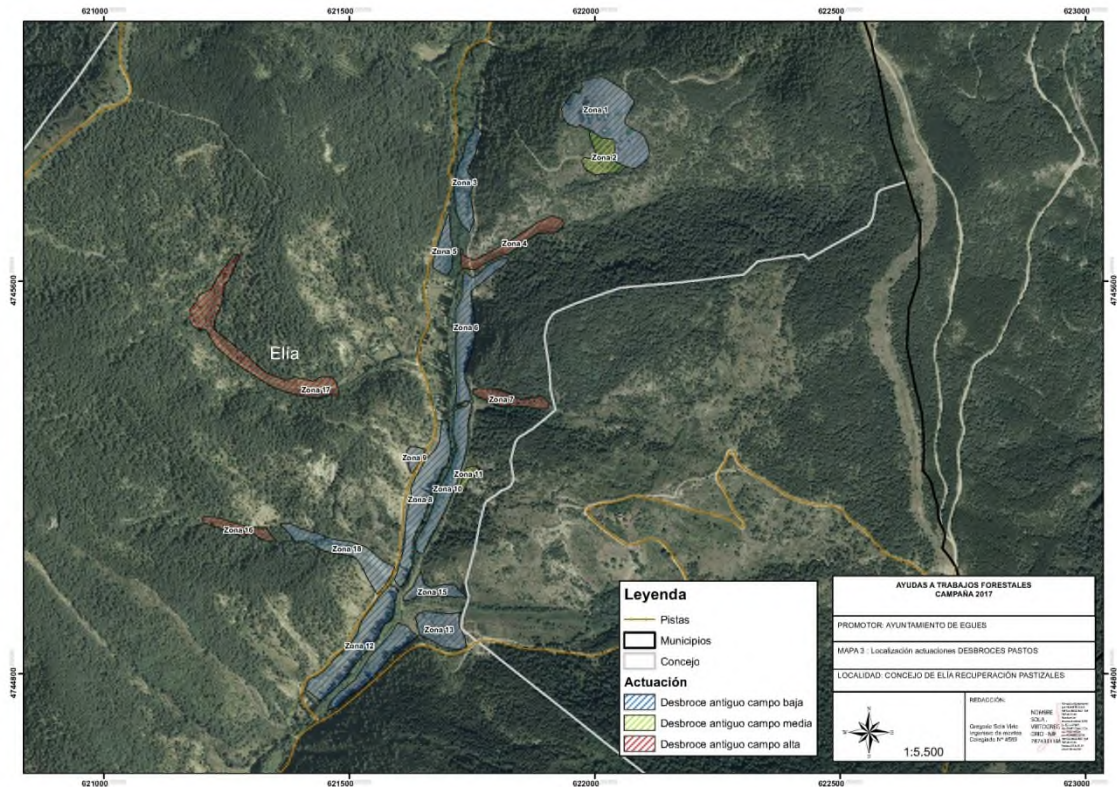 621000
621500
622000
622500
623000
4745600
4745600
Zona 1
Zona 2
Zona 3
Zona 4
Zona 5
Zona 6
Elía
Zona 17
Zona 7
Zona 9
Zona 11
Zona 10
Zona 8
Zona 16
Zona 18
Zona 15
Zona 13
Zona 12
4744800
4744800
Leyenda
Pistas
Municipios
Concejo
Actuación
Desbroce antiguo campo baja
Desbroce antiguo campo media
Desbroce antiguo campo alta
AYUDAS A TRABAJOS FORESTALES
CAMPAÑA 2017
PROMOTOR: AYUNTAMIENTO DE EGUES
MAPA 3 : Localización actuaciones DESBROCES PASTOS
LOCALIDAD: CONCEJO DE ELÍA RECUPERACIÓN PASTIZALES
N
W E
S
1:5.500
REDACCIÓN:
Ingeniero de montes
NOMBRE
SOLA
621000
621500
622000
622500
623000